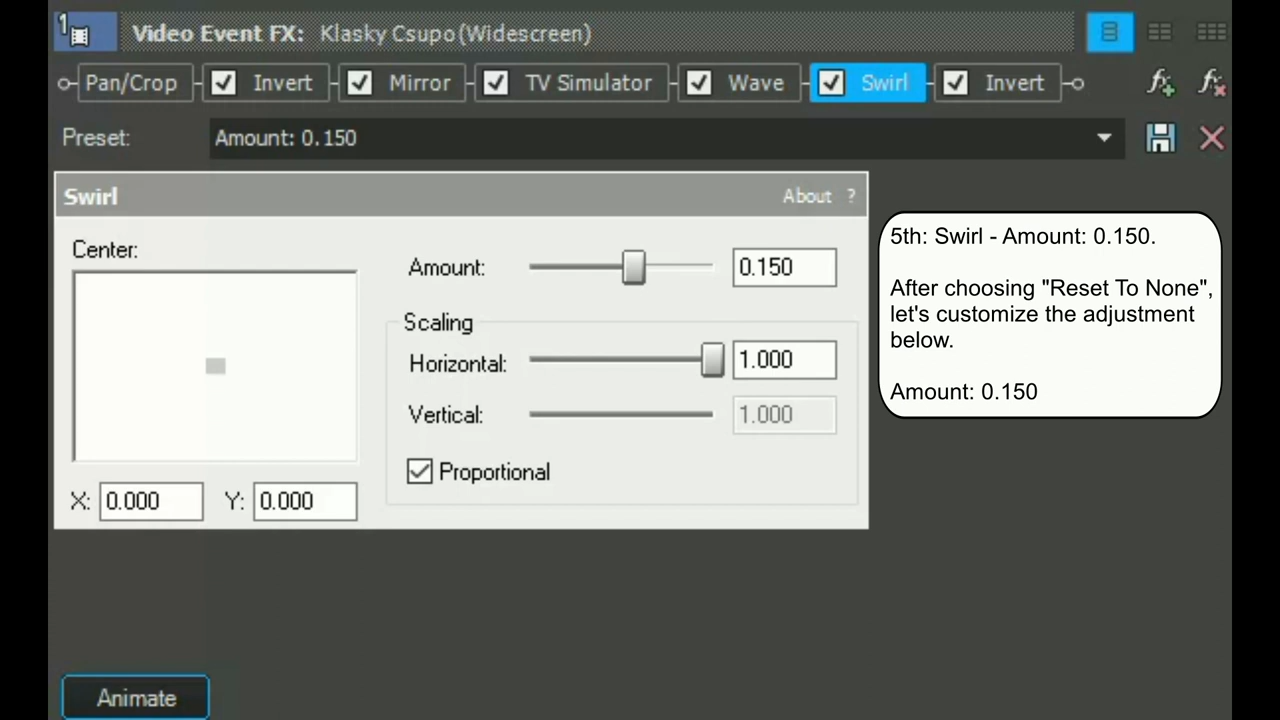 1
Video Event FX: Klasky Csupo (Widescreen)
Pan/Crop Invert Mirror TV Simulator Wave Swirl Invert
Preset: Amount: 0.150
Swirl About ?
Center:
Amount: 0.150
Scaling
Horizontal: 1.000
Vertical: 1.000
Proportional
X: 0.000 Y: 0.000
5th: Swirl - Amount: 0.150.
After choosing "Reset To None",
let's customize the adjustment
below.
Amount: 0.150
Animate